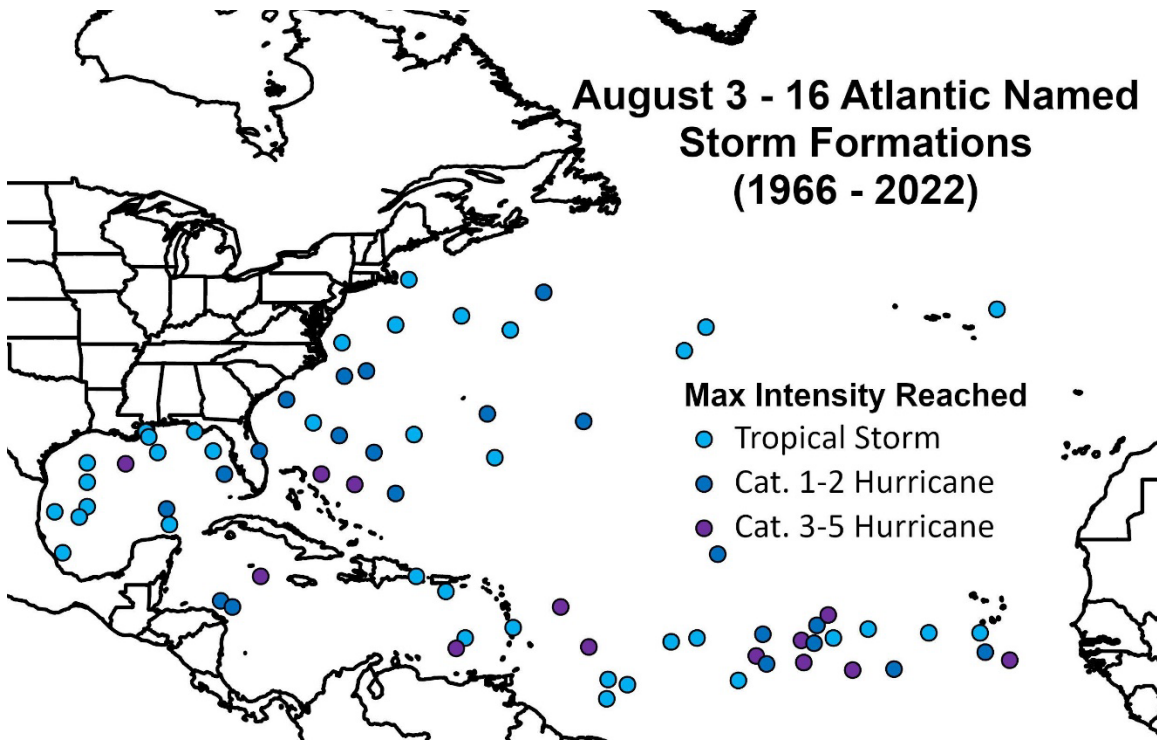 August 3 - 16 Atlantic Named
Storm Formations
(1966 - 2022)
Max Intensity Reached
Tropical Storm
Cat. 1-2 Hurricane
Cat. 3-5 Hurricane